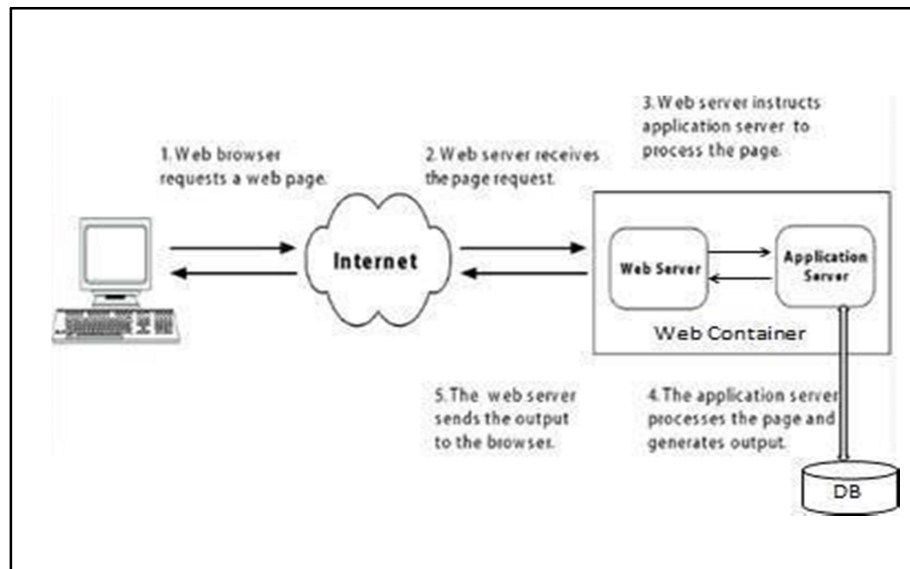 3. Web server instructs
application server to
process the page.
1. Web browser
requests a web page.
2. Web server receives
the page request.
Internet
Web Server
Application
Server
Web Container
5. The web server
sends the output
to the browser.
4. The application server
processes the page and
generates output.
DB